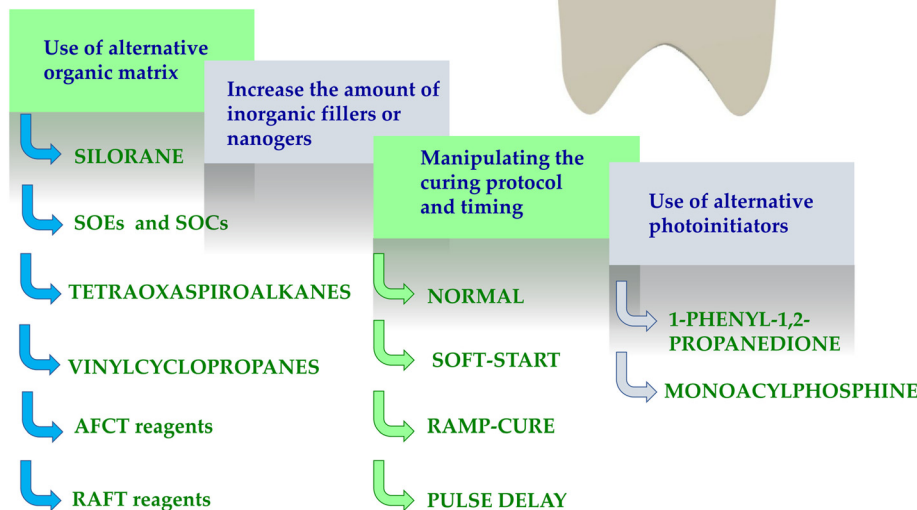 Use of alternative
organic matrix
SILORANE
SOEs and SOCs
TETRAOXASPIROALKANES
VINYLCYCLOPROPANES
AFCT reagents
RAFT reagents
Increase the amount of
inorganic fillers or
nanogers
Manipulating the
curing protocol
and timing
NORMAL
SOFT-START
RAMP-CURE
PULSE DELAY
Use of alternative
photoinitiators
1-PHENYL-1,2-
PROPANEDIONE
MONOACYLPHOSPHINE